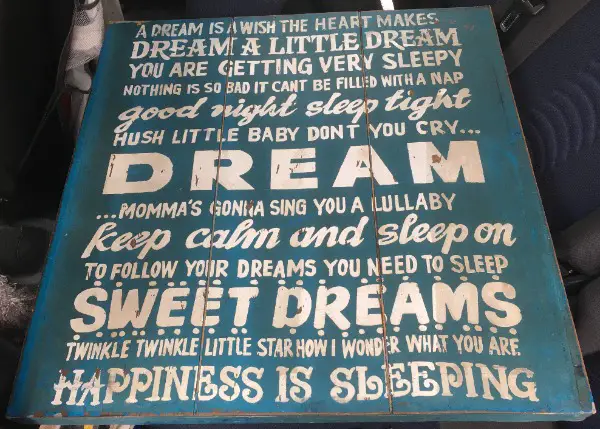 A DREAM IS A WISH THE HEART MAKES
DREAM A LITTLE DREAM
YOU ARE GETTING VERY SLEEPY
NOTHING IS SO BAD IT CANT BE FILLED WITH A NAP
good night sleep tight
HUSH LITTLE BABY DONT YOU CRY...
DREAM
...MOMMA'S GONNA SING YOU A LULLABY
keep calm and sleep on
TO FOLLOW YOUR DREAMS YOU NEED TO SLEEP
SWEET DREAMS
TWINKLE TWINKLE LITTLE STAR HOW I WONDER WHAT YOU ARE.
HAPPINESS IS SLEEPING